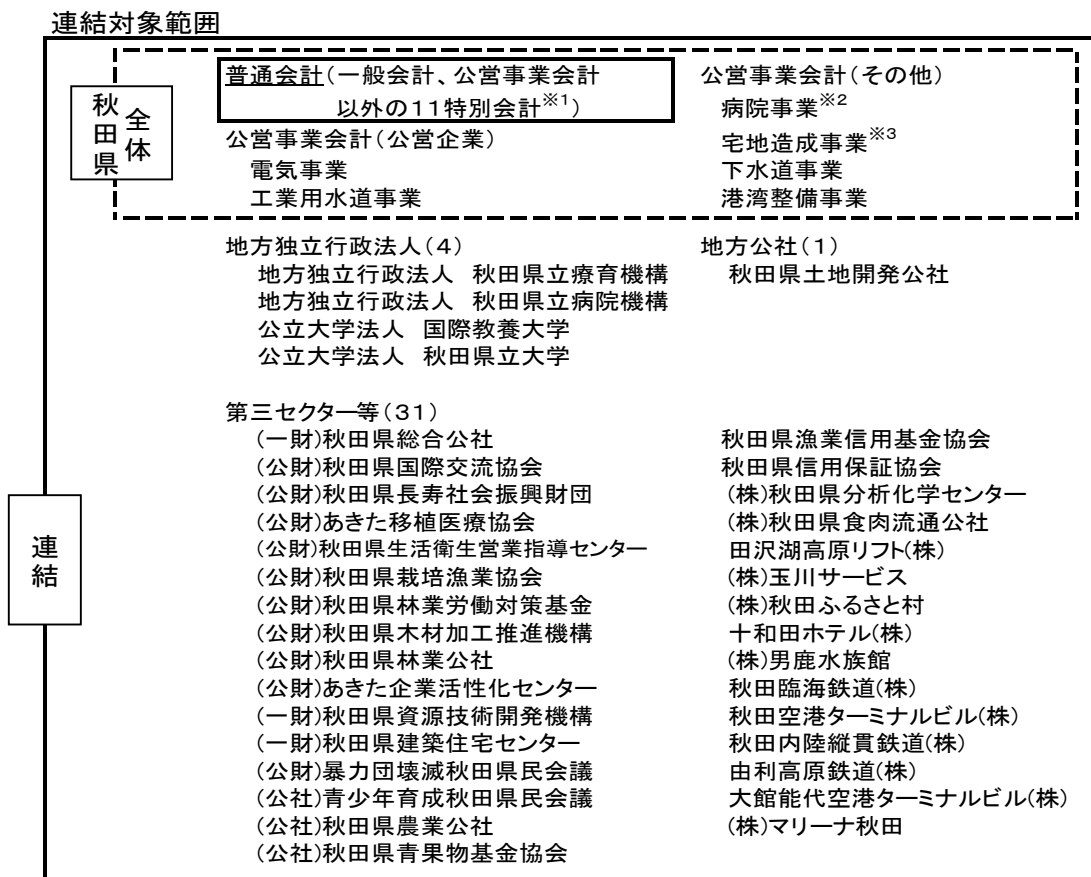 連結対象範囲
秋田県
全体
普通会計(一般会計、公営事業会計
以外の11特別会計※1)
公営事業会計(公営企業)
電気事業
工業用水道事業
公営事業会計(その他)
病院事業※2
宅地造成事業※3
下水道事業
港湾整備事業
地方独立行政法人(4)
地方独立行政法人 秋田県立療育機構
地方独立行政法人 秋田県立病院機構
公立大学法人 国際教養大学
公立大学法人 秋田県立大学
地方公社(1)
秋田県土地開発公社
連結
第三セクター等(31)
(一財)秋田県総合公社
(公財)秋田県国際交流協会
(公財)秋田県長寿社会振興財団
(公財)あきた移植医療協会
(公財)秋田県生活衛生営業指導センター
(公財)秋田県栽培漁業協会
(公財)秋田県林業労働対策基金
(公財)秋田県木材加工推進機構
(公財)秋田県林業公社
(公財)あきた企業活性化センター
(一財)秋田県資源技術開発機構
(一財)秋田県建築住宅センター
(公財)暴力団壊滅秋田県民会議
(公社)青少年育成秋田県民会議
(公社)秋田県農業公社
(公社)秋田県青果物基金協会
秋田県漁業信用基金協会
秋田県信用保証協会
(株)秋田県分析化学センター
(株)秋田県食肉流通公社
田沢湖高原リフト(株)
(株)玉川サービス
(株)秋田ふるさと村
十和田ホテル(株)
(株)男鹿水族館
秋田臨海鉄道(株)
秋田空港ターミナルビル(株)
秋田内陸縦貫鉄道(株)
由利高原鉄道(株)
大館能代空港ターミナルビル(株)
(株)マリーナ秋田